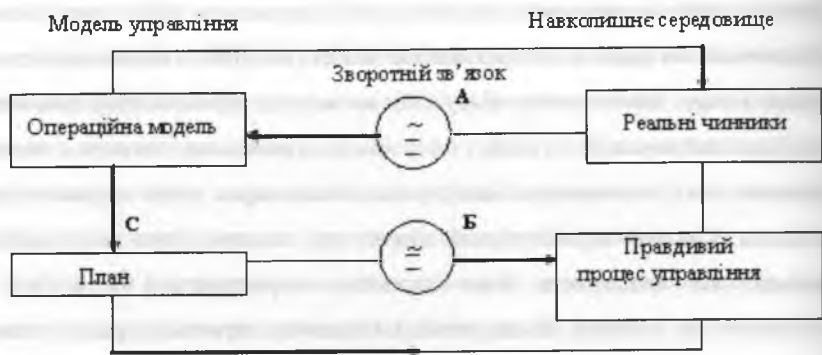 Модель управління
Навколишнє середовище
Зворотній зв’язок
А
Операційна модель
~
=
Реальні чинники
С
Б
План
~
=
Правдивий
процес управління